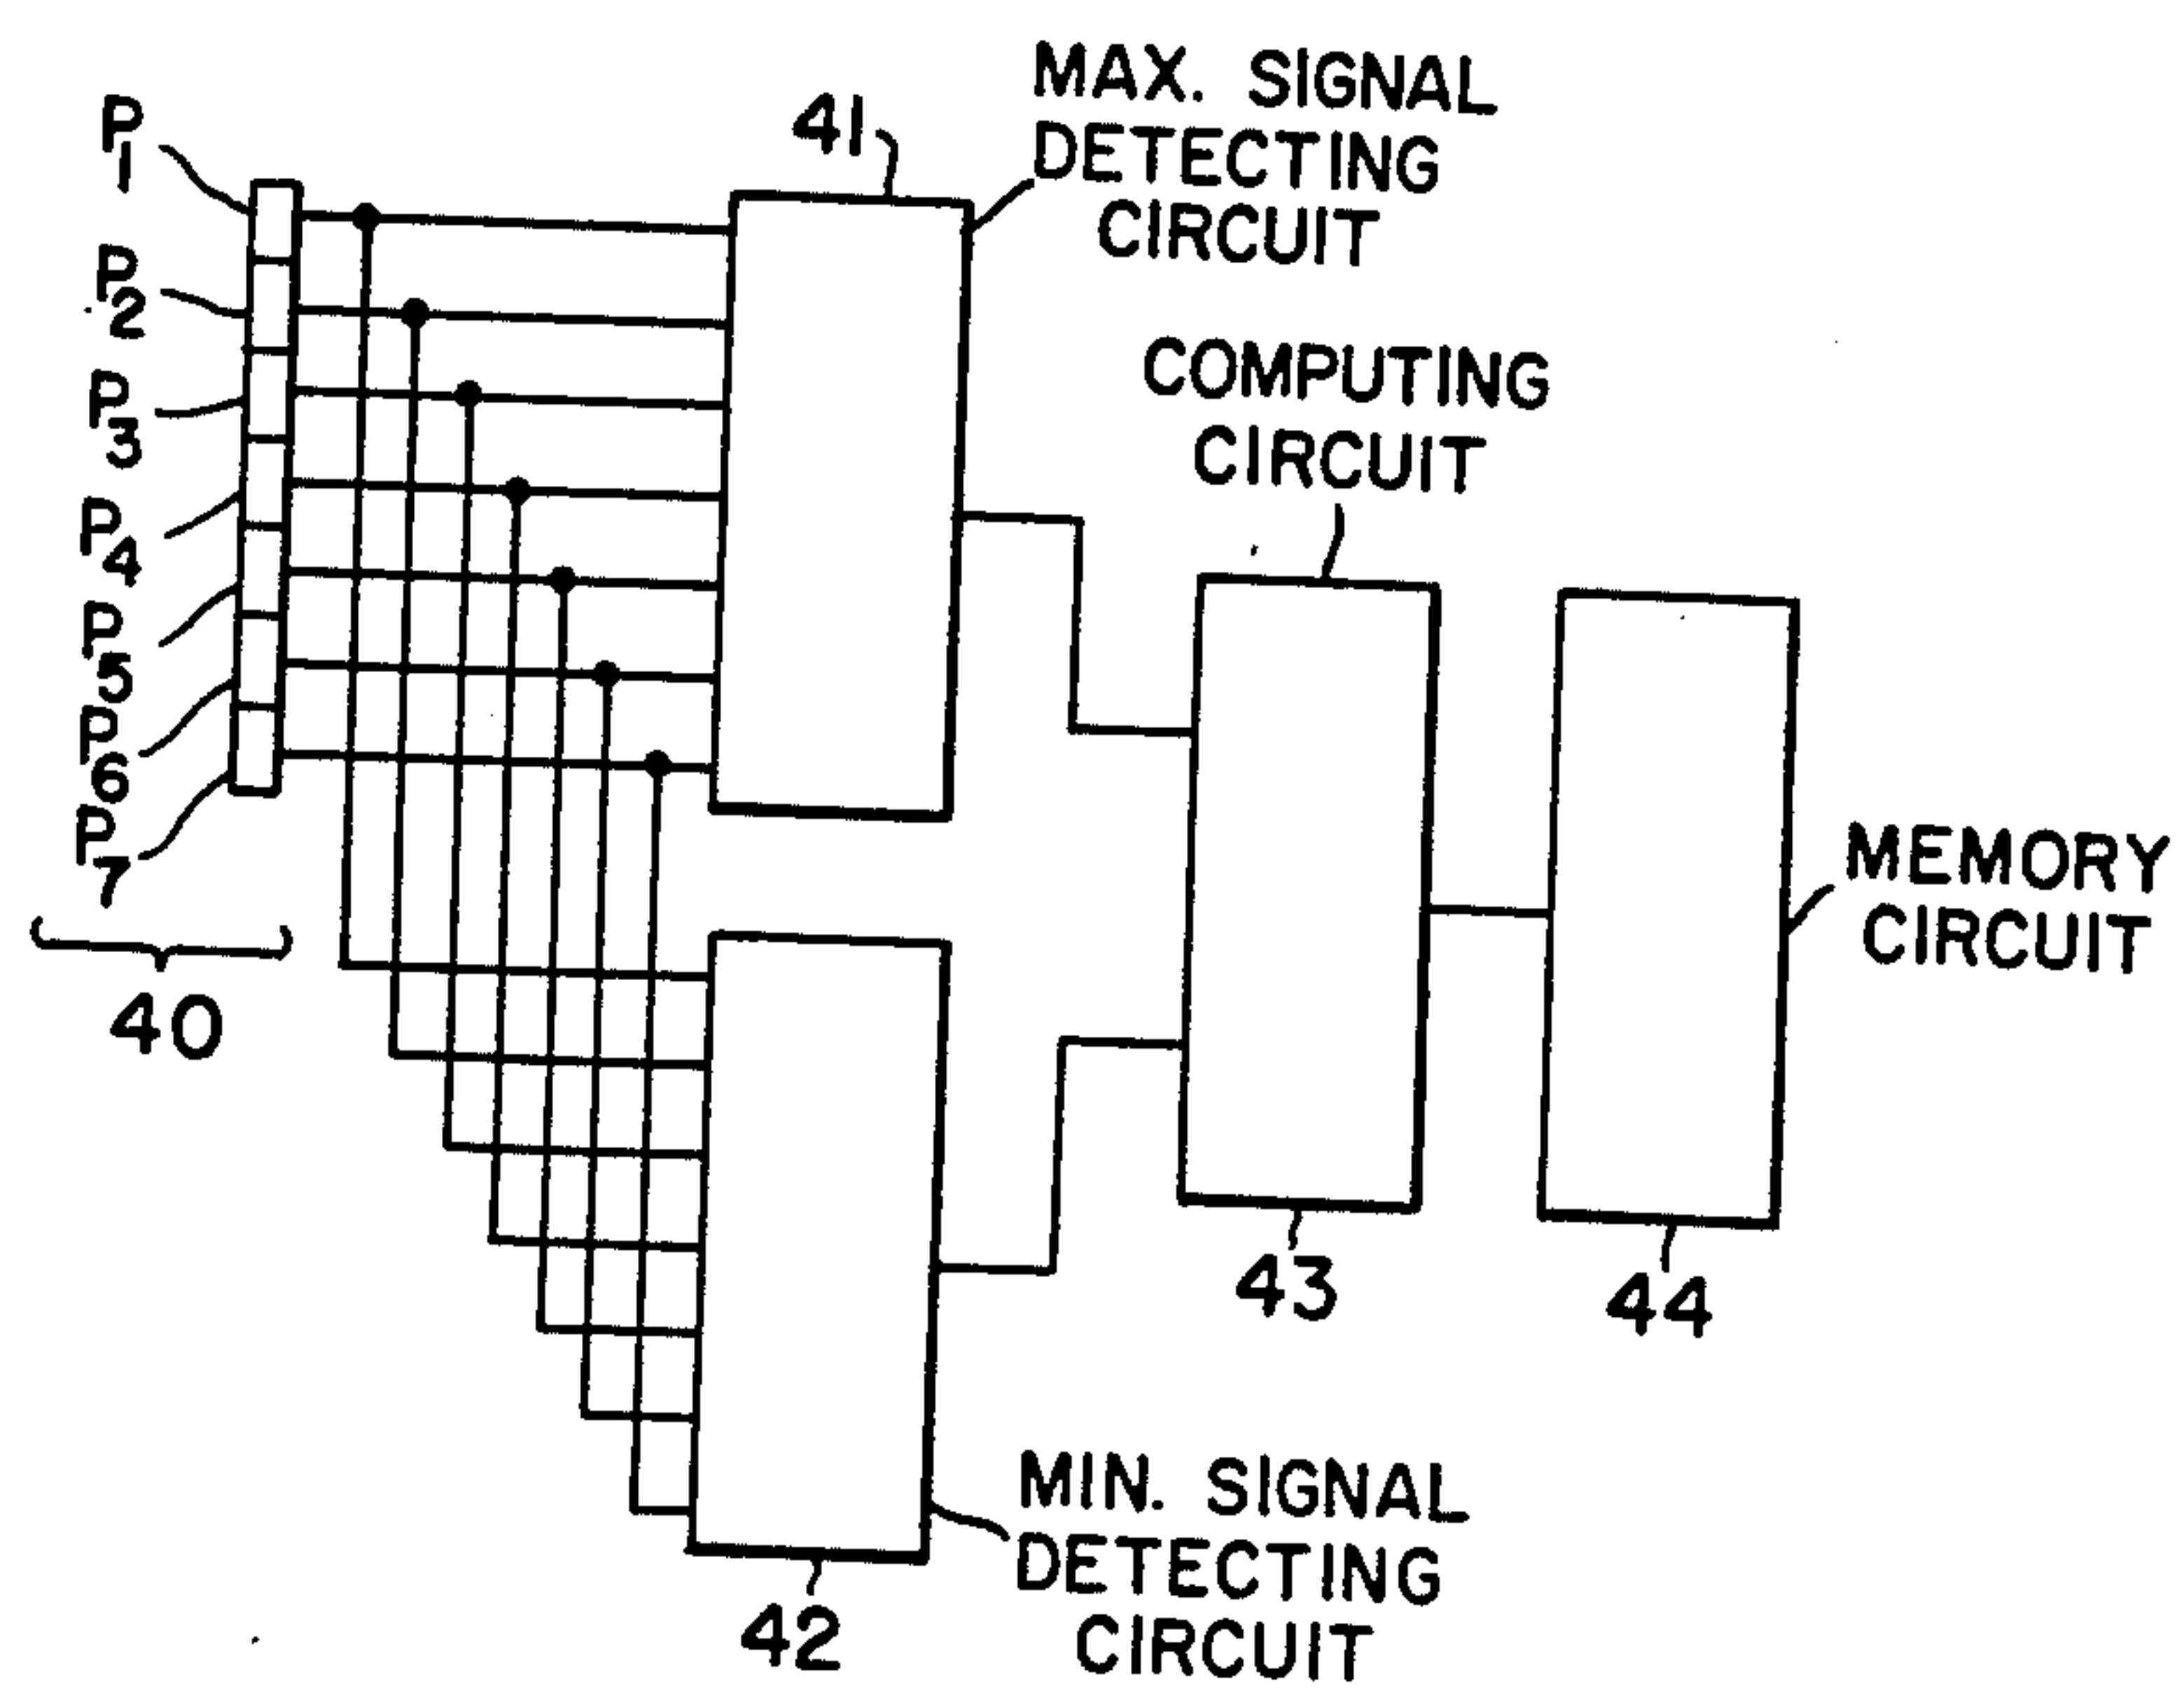 P1
P2
P3
P4
P5
P6
P7
40
41
MAX. SIGNAL
DETECTING
CIRCUIT
COMPUTING
CIRCUIT
MEMORY
CIRCUIT
43
44
MIN. SIGNAL
DETECTING
CIRCUIT
42